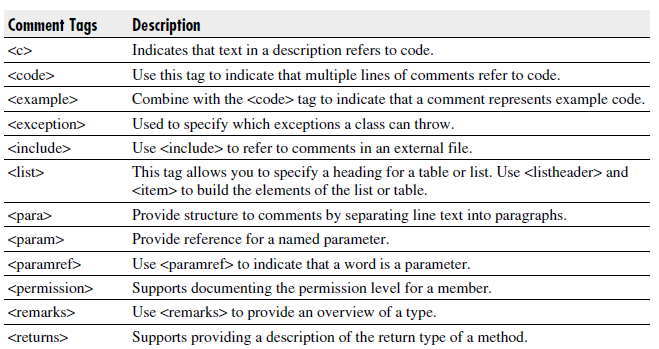 Comment Tags Description
<c> Indicates that text in a description refers to code.
<code> Use this tag to indicate that multiple lines of comments refer to code.
<example> Combine with the <code> tag to indicate that a comment represents example code.
<exception> Used to specify which exceptions a class can throw.
<include> Use <include> to refer to comments in an external file.
<list> This tag allows you to specify a heading for a table or list. Use <listheader> and
<item> to build the elements of the list or table.
<para> Provide structure to comments by separating line text into paragraphs.
<param> Provide reference for a named parameter.
<paramref> Use <paramref> to indicate that a word is a parameter.
<permission> Supports documenting the permission level for a member.
<remarks> Use <remarks> to provide an overview of a type.
<returns> Supports providing a description of the return type of a method.